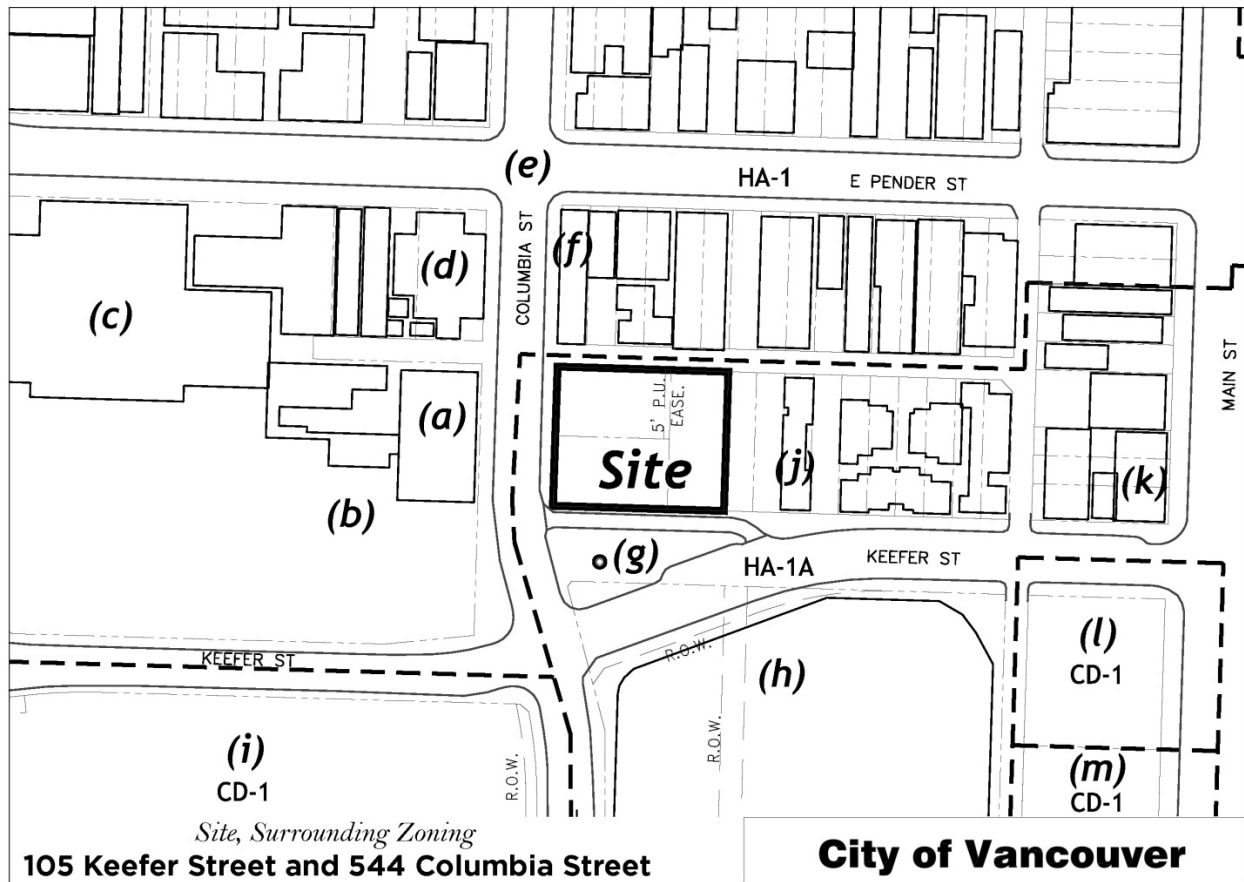 (e)
HA-1
E PENDER ST
COLUMBIA ST
(d)
(f)
(c)
MAIN ST
(a)
5' P.U.
EASE.
Site
(j)
(k)
(b)
(g)
HA-1A
KEEFER ST
KEEFER ST
R.O.W.
(h)
(l)
CD-1
R.O.W.
(i)
CD-1
R.O.W.
(m)
CD-1
Site, Surrounding Zoning
105 Keefer Street and 544 Columbia Street
City of Vancouver